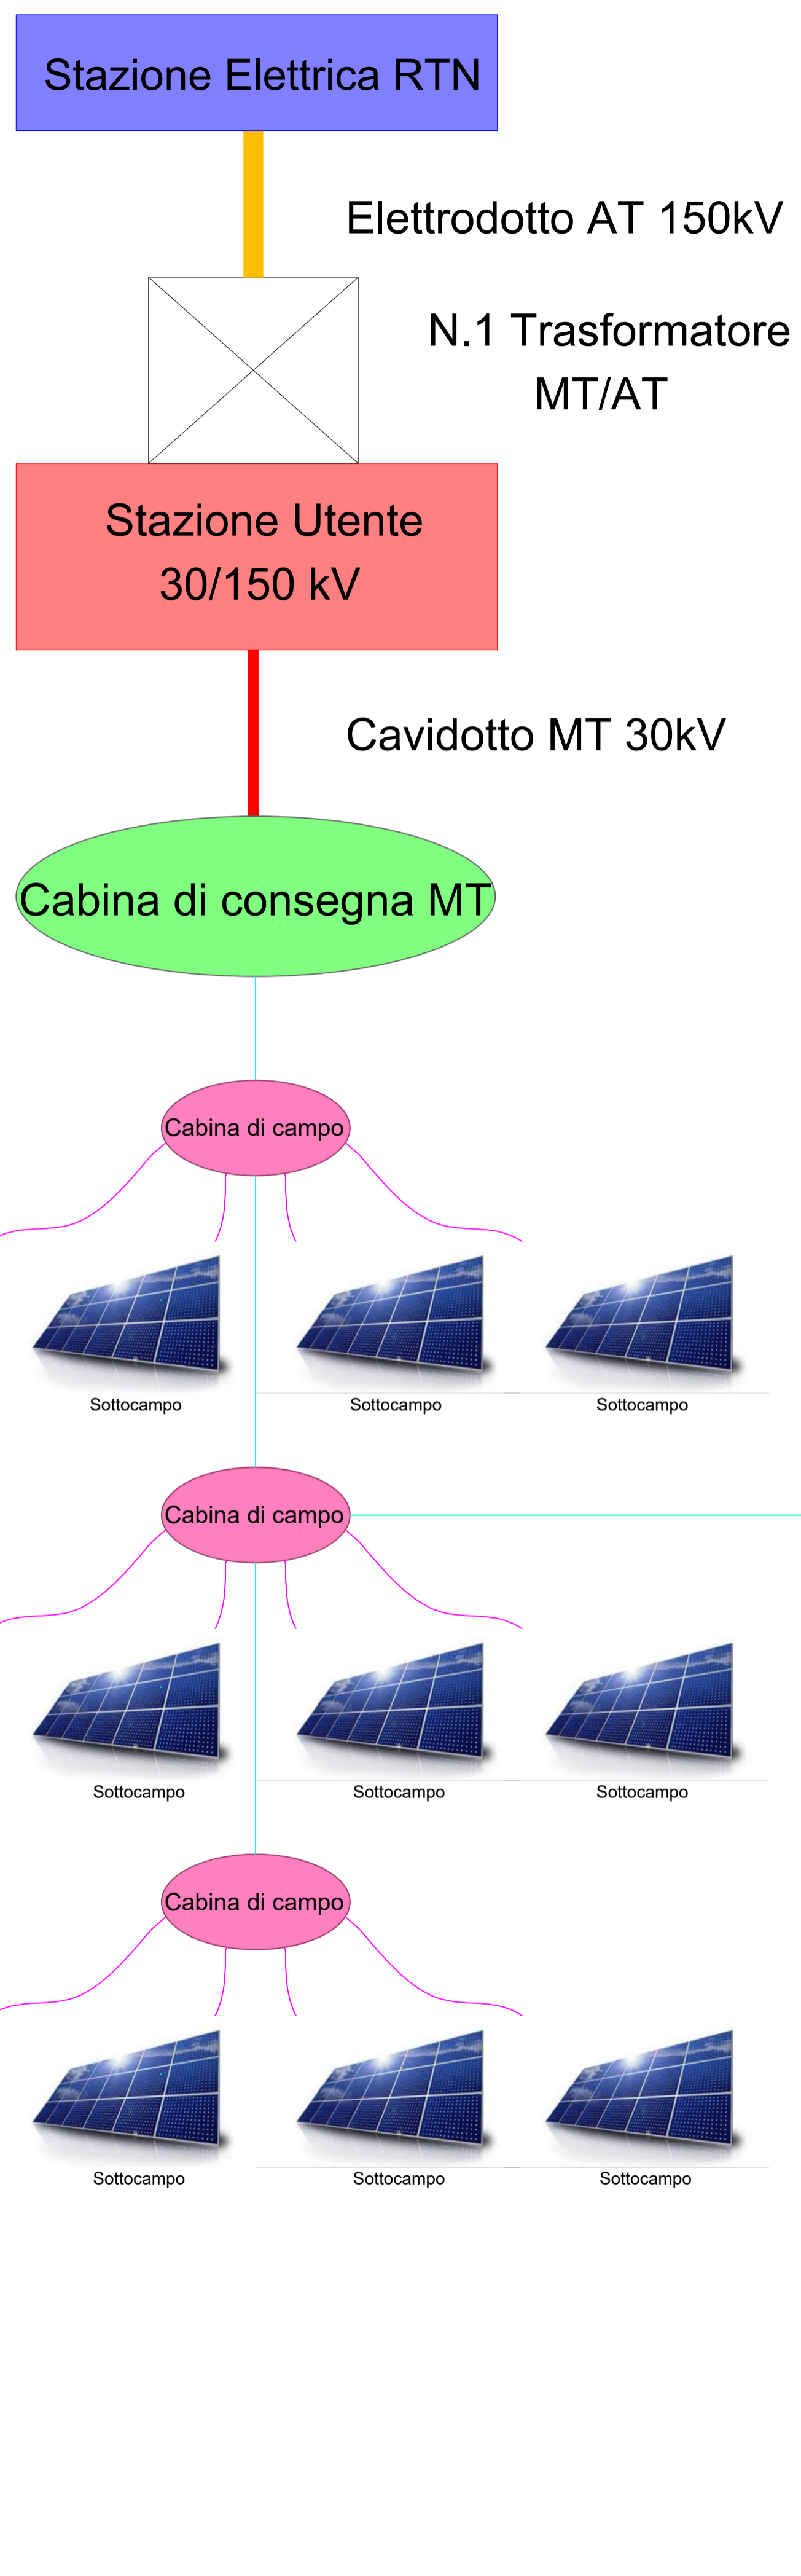 Stazione Elettrica RTN
Elettrodotto AT 150kV
N.1 Trasformatore
MT/AT
Stazione Utente
30/150 kV
Cavidotto MT 30kV
Cabina di consegna MT
Cabina di campo
Sottocampo
Sottocampo
Sottocampo
Cabina di campo
Sottocampo
Sottocampo
Sottocampo
Cabina di campo
Sottocampo
Sottocampo
Sottocampo